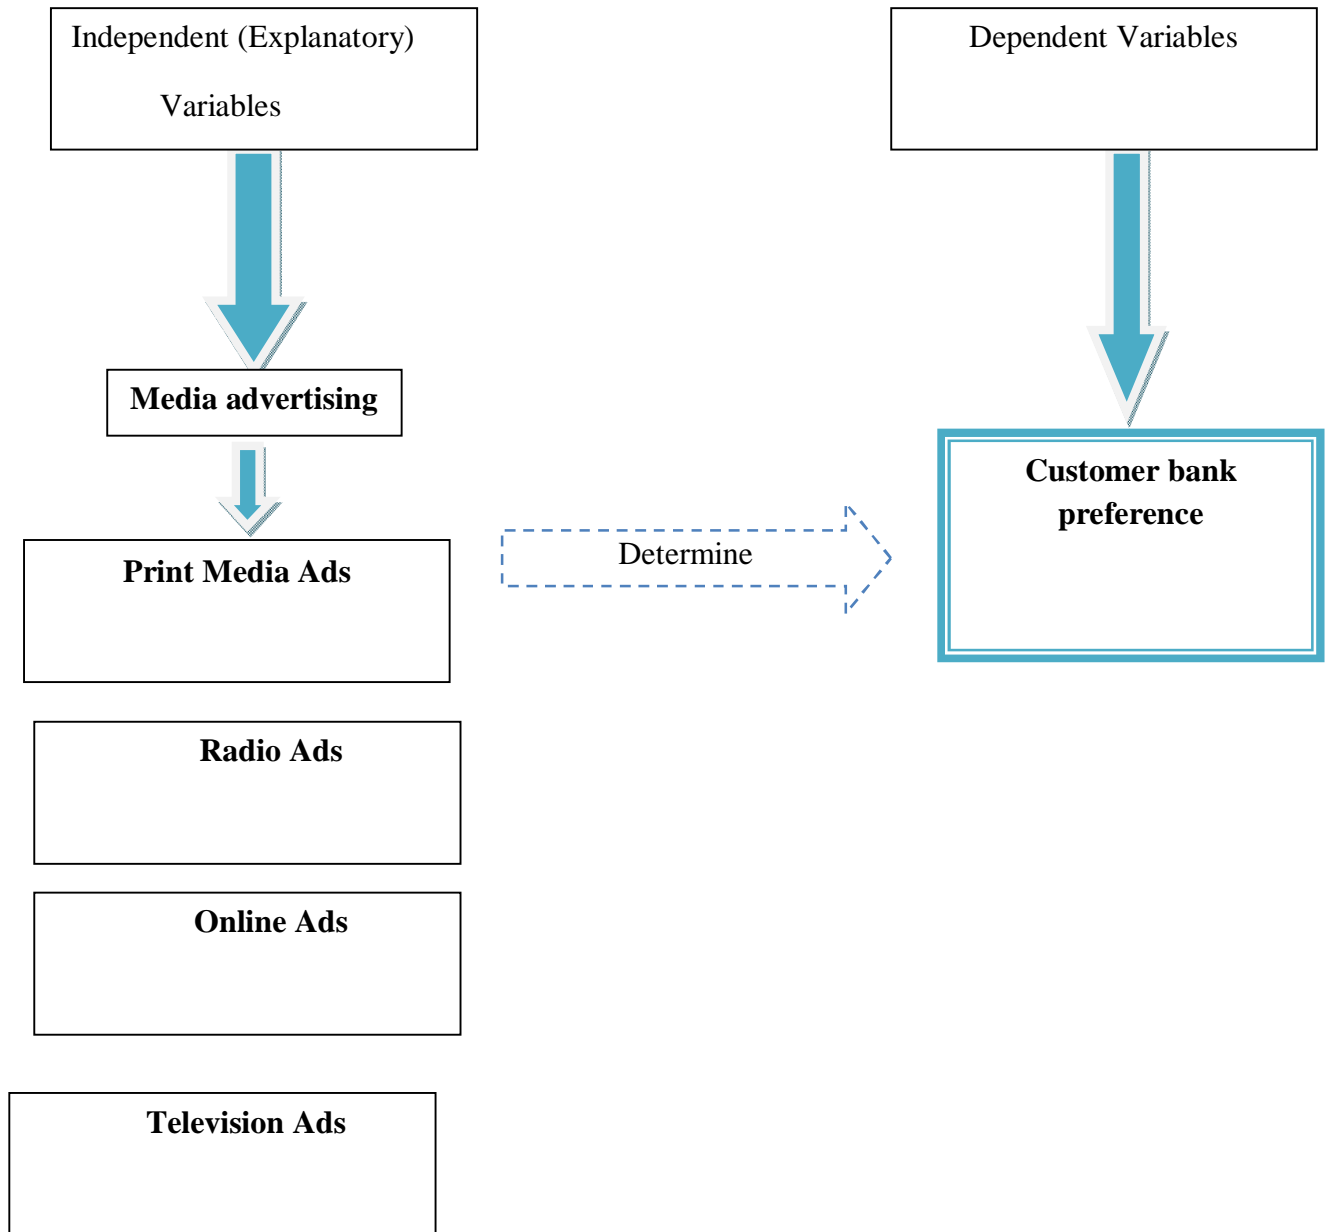 Independent (Explanatory)
Variables
Dependent Variables
Media advertising
Customer bank
preference
Print Media Ads
Determine
Radio Ads
Online Ads
Television Ads